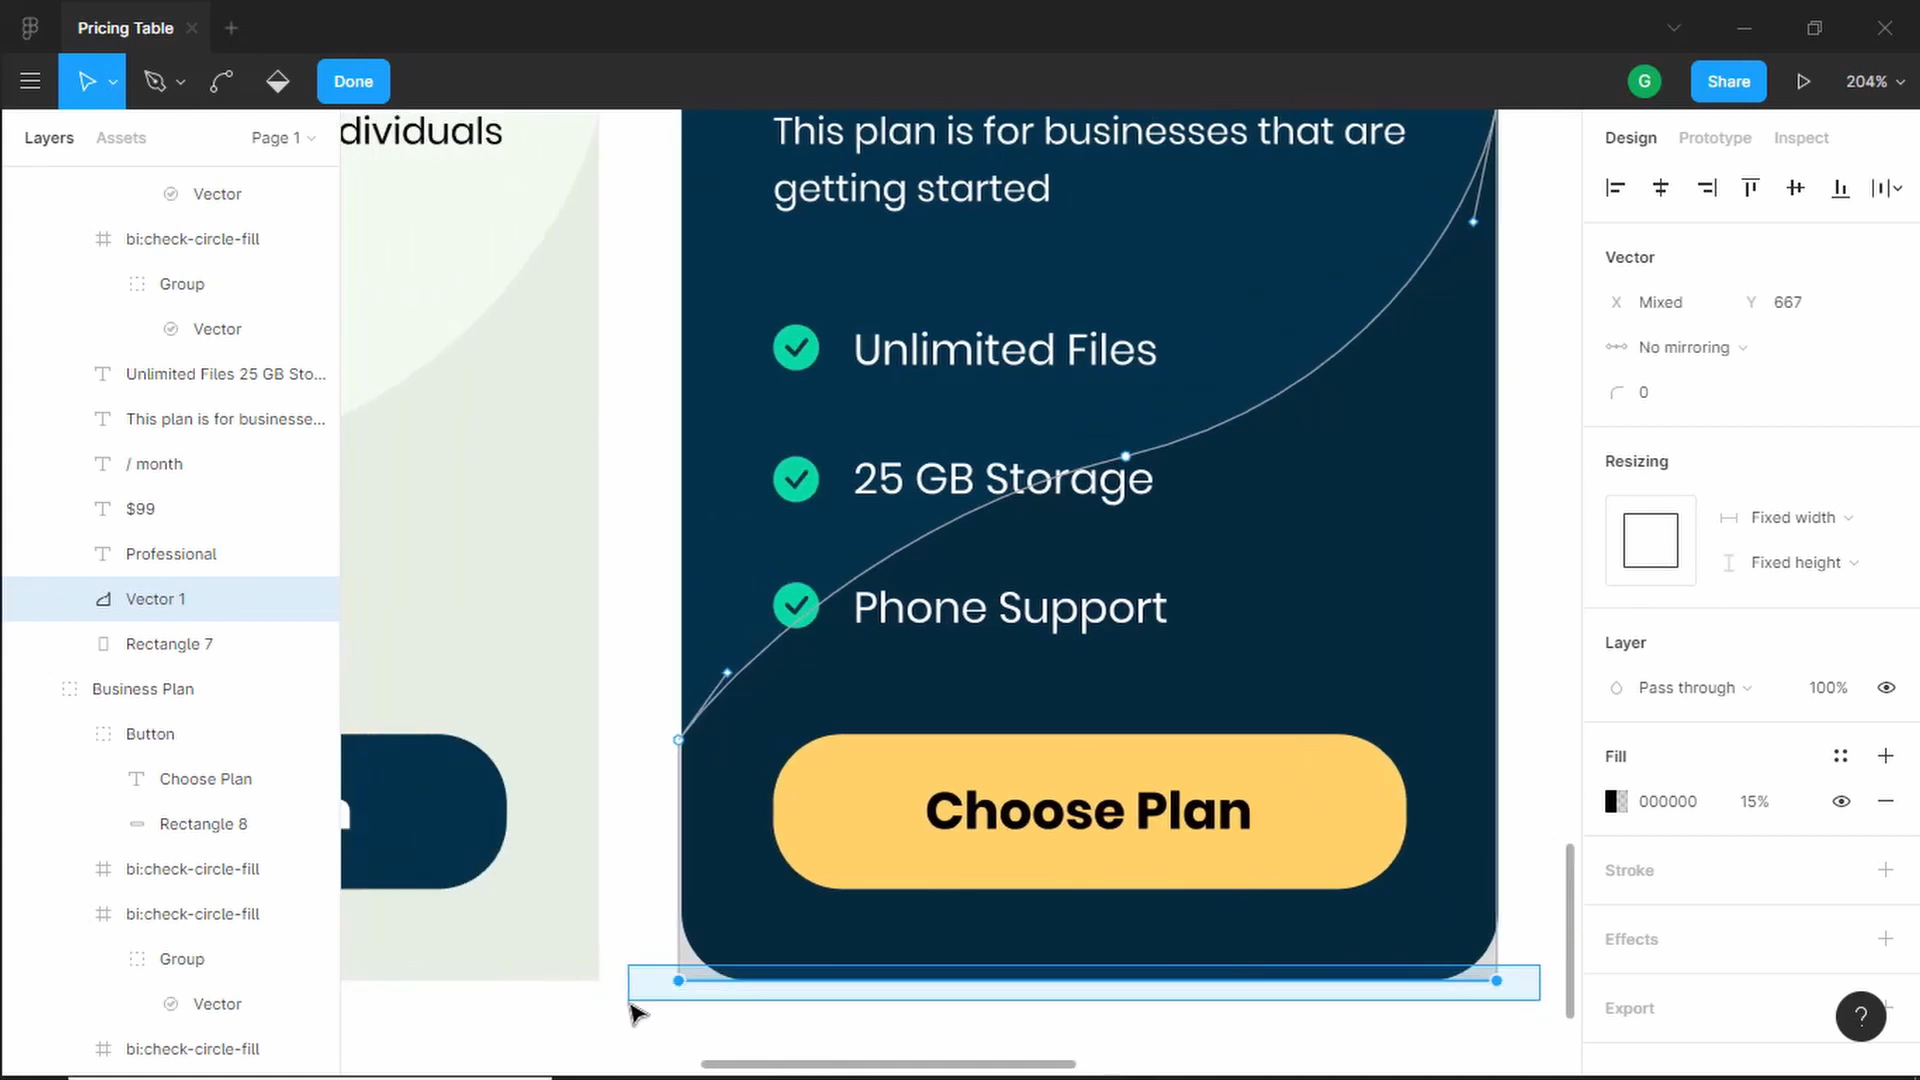 Pricing Table
Done
G
Share
204%
Layers
Assets
Page 1
Vector
bi:check-circle-fill
Group
Vector
Unlimited Files 25 GB Sto...
This plan is for businesse...
/ month
$99
Professional
Vector 1
Rectangle 7
Business Plan
Button
Choose Plan
Rectangle 8
bi:check-circle-fill
bi:check-circle-fill
Group
Vector
bi:check-circle-fill
dividuals
n
This plan is for businesses that are
getting started
Unlimited Files
25 GB Storage
Phone Support
Choose Plan
Design
Prototype
Inspect
Vector
X Mixed Y 667
No mirroring
0
Resizing
Fixed width
Fixed height
Layer
Pass through 100%
Fill
000000 15%
Stroke
Effects
Export
?